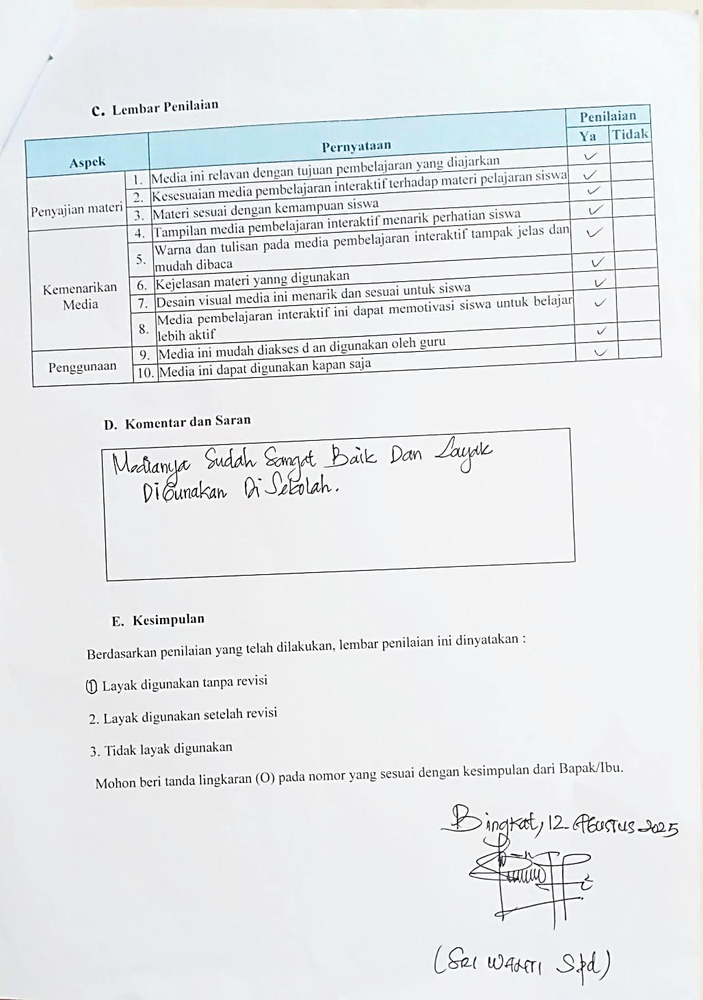 C. Lembar Penilaian
Aspek Pernyataan Penilaian
Ya Tidak
Penyajian materi
1. Media ini relavan dengan tujuan pembelajaran yang diajarkan ✓
2. Kesesuaian media pembelajaran interaktif terhadap materi pelajaran siswa ✓
3. Materi sesuai dengan kemampuan siswa ✓
Kemenarikan
Media
4. Tampilan media pembelajaran interaktif menarik perhatian siswa ✓
5. Warna dan tulisan pada media pembelajaran interaktif tampak jelas dan
mudah dibaca ✓
6. Kejelasan materi yanng digunakan ✓
7. Desain visual media ini menarik dan sesuai untuk siswa ✓
8. Media pembelajaran interaktif ini dapat memotivasi siswa untuk belajar
lebih aktif ✓
Penggunaan
9. Media ini mudah diakses d an digunakan oleh guru ✓
10. Media ini dapat digunakan kapan saja ✓
D. Komentar dan Saran
Medianya Sudah Sangat Baik Dan Layak
DiGunakan Di Sekolah.
E. Kesimpulan
Berdasarkan penilaian yang telah dilakukan, lembar penilaian ini dinyatakan :
1 Layak digunakan tanpa revisi
2. Layak digunakan setelah revisi
3. Tidak layak digunakan
Mohon beri tanda lingkaran (O) pada nomor yang sesuai dengan kesimpulan dari Bapak/Ibu.
Bingkat, 12-AGUSTUS 2025
(SRI WANTI Spd)